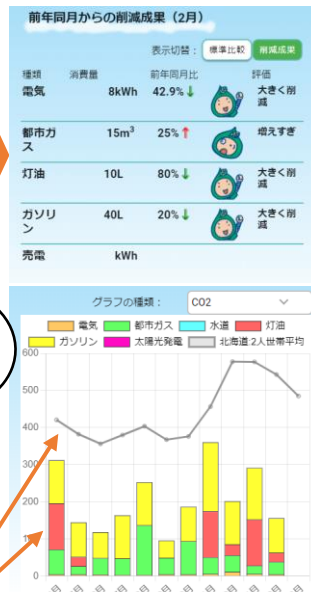 前年同月からの削減成果（2月）
表示切替： 標準比較 削減成果
種類 消費量 前年同月比 評価
電気 8kWh 42.9%↓ 大きく削減
都市ガス 15m³ 25%↑ 増えすぎ
灯油 10L 80%↓ 大きく削減
ガソリン 40L 20%↓ 大きく削減
売電 kWh
グラフの種類： CO2
電気 都市ガス 水道 灯油
ガソリン 太陽光発電 北海道:2人世帯平均
600
500
400
300
200
100
0